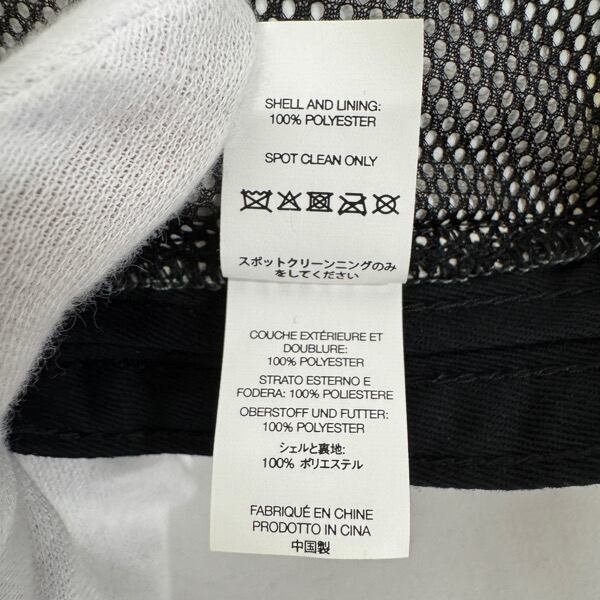 SHELL AND LINING:
100% POLYESTER
SPOT CLEAN ONLY
スポットクリーンニングのみ
をしてください
COUCHE EXTÉRIEURE ET
DOUBLURE:
100% POLYESTER
STRATO ESTERNO E
FODERA: 100% POLIESTERE
OBERSTOFF UND FUTTER:
100% POLYESTER
シェルと裏地:
100% ポリエステル
FABRIQUÉ EN CHINE
PRODOTTO IN CINA
中国製